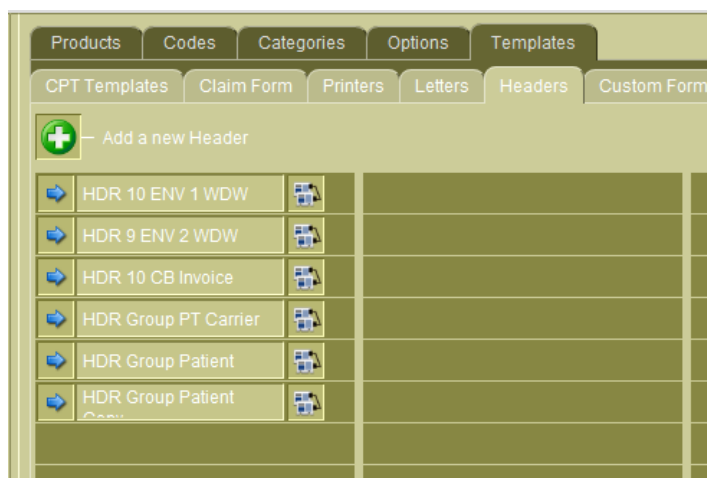 Products Codes Categories Options Templates
CPT Templates Claim Form Printers Letters Headers Custom Form
Add a new Header
HDR 10 ENV 1 WDW
HDR 9 ENV 2 WDW
HDR 10 CB Invoice
HDR Group PT Carrier
HDR Group Patient
HDR Group Patient
Copy